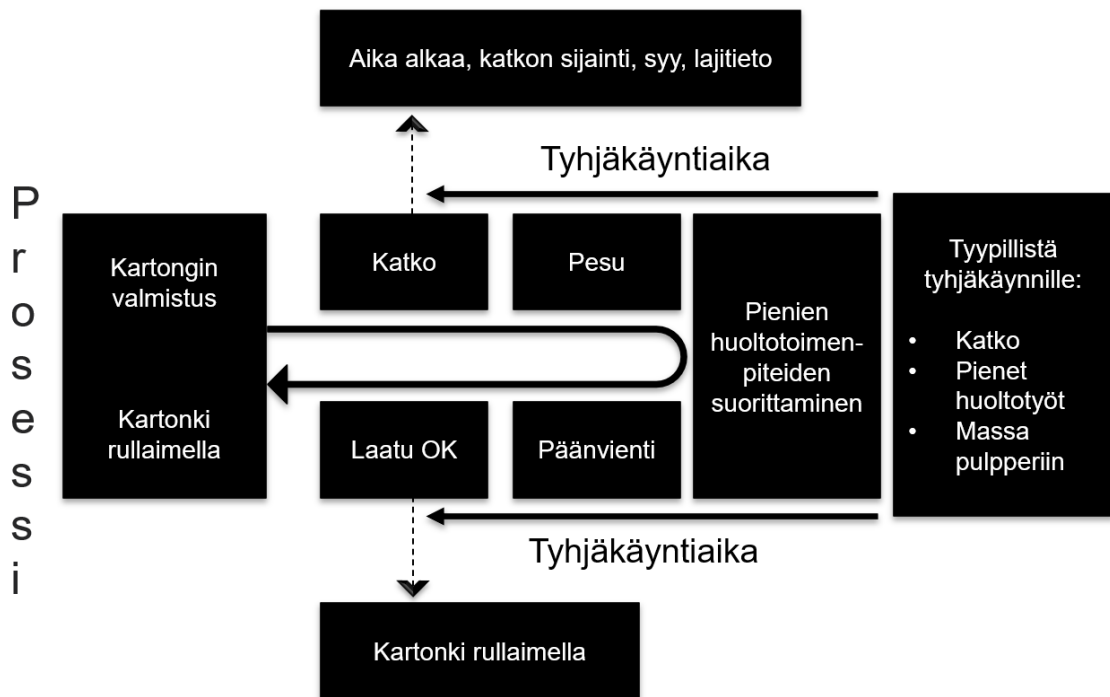 Aika alkaa, katkon sijainti, syy, lajitieto
Tyhjäkäyntiaika
Prosessi
Kartongin
valmistus
Kartonki
rullaimella
Katko
Pesu
Laatu OK
Päänvienti
Pienien
huoltotoimen-
piteiden
suorittaminen
Tyypillistä
tyhjäkäynnille:
• Katko
• Pienet
huoltotyöt
• Massa
pulpperiin
Tyhjäkäyntiaika
Kartonki rullaimella